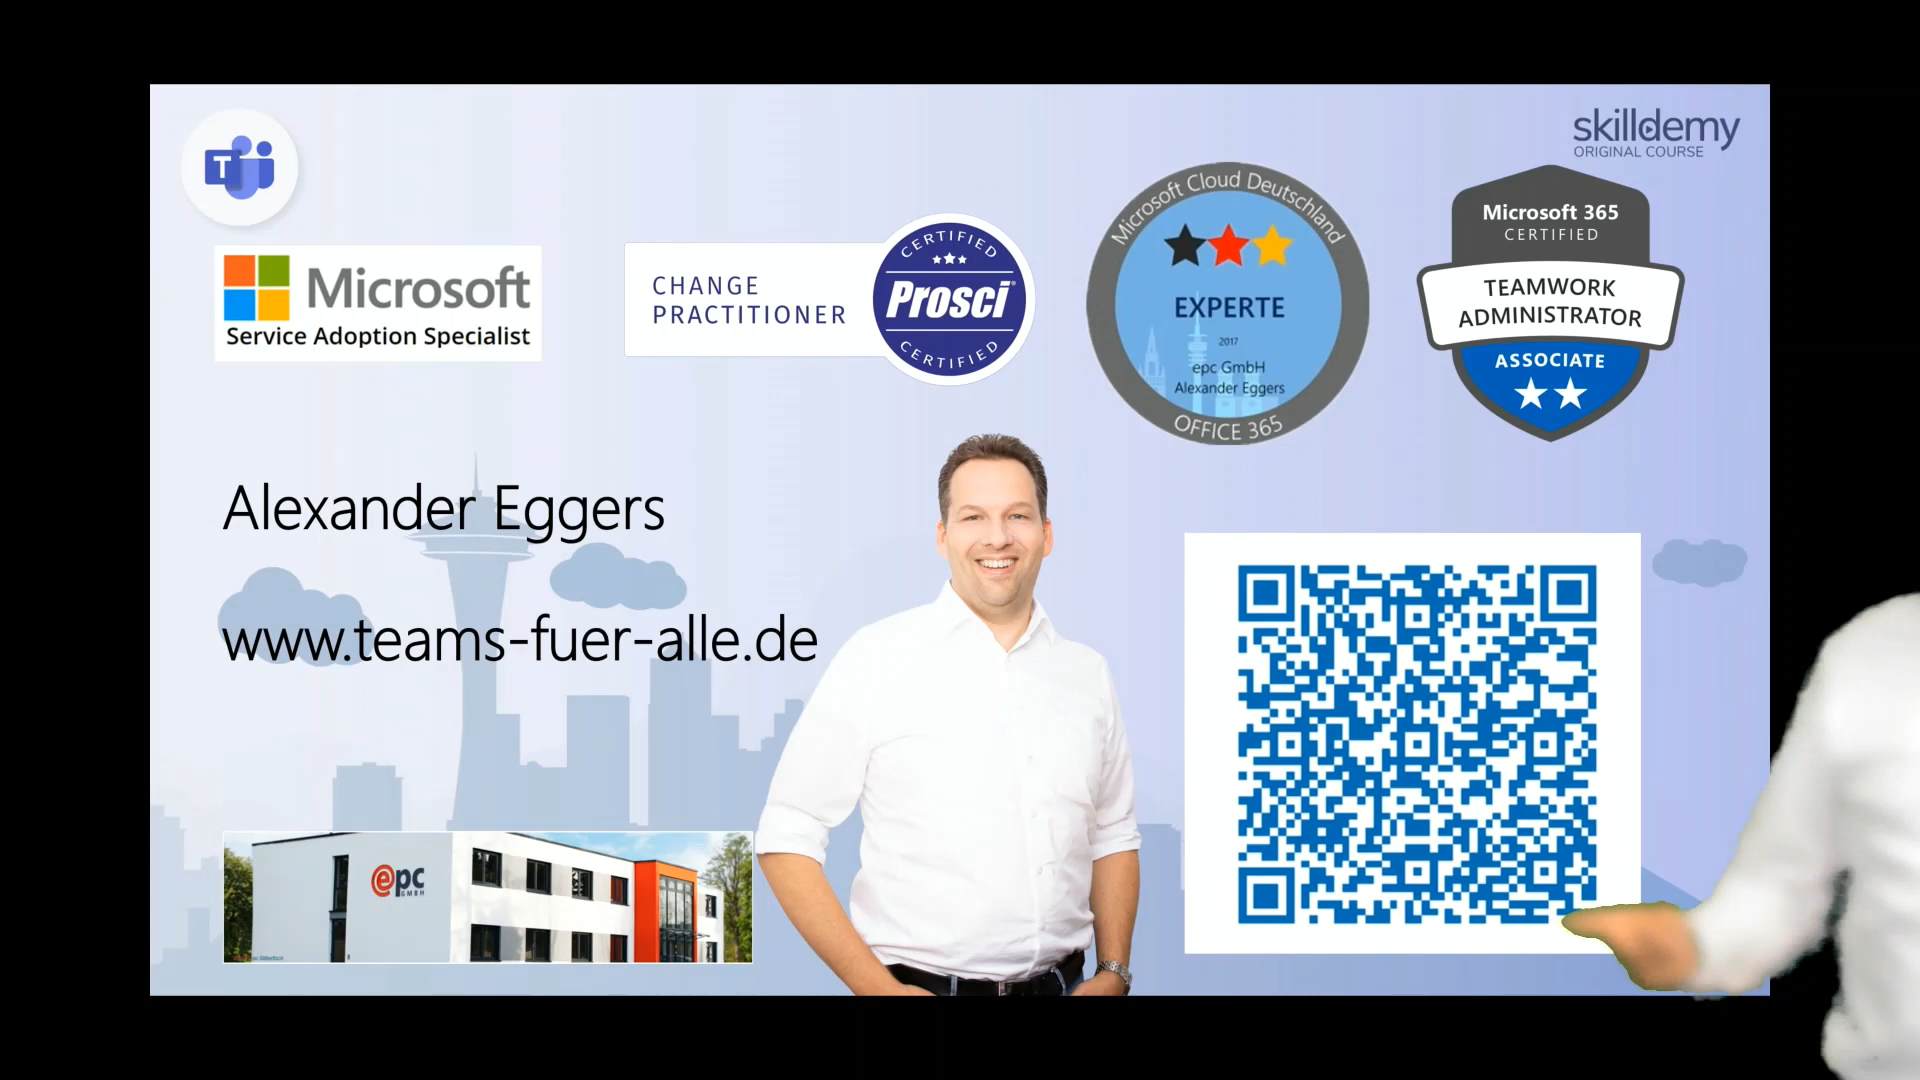 T
skilldemy
ORIGINAL COURSE
Microsoft
Service Adoption Specialist
CHANGE
PRACTITIONER
CERTIFIED
Prosci®
CERTIFIED
Microsoft Cloud Deutschland
EXPERTE
2017
epc GmbH
Alexander Eggers
OFFICE 365
Microsoft 365
CERTIFIED
TEAMWORK
ADMINISTRATOR
ASSOCIATE
Alexander Eggers
www.teams-fuer-alle.de
epc
GMBH